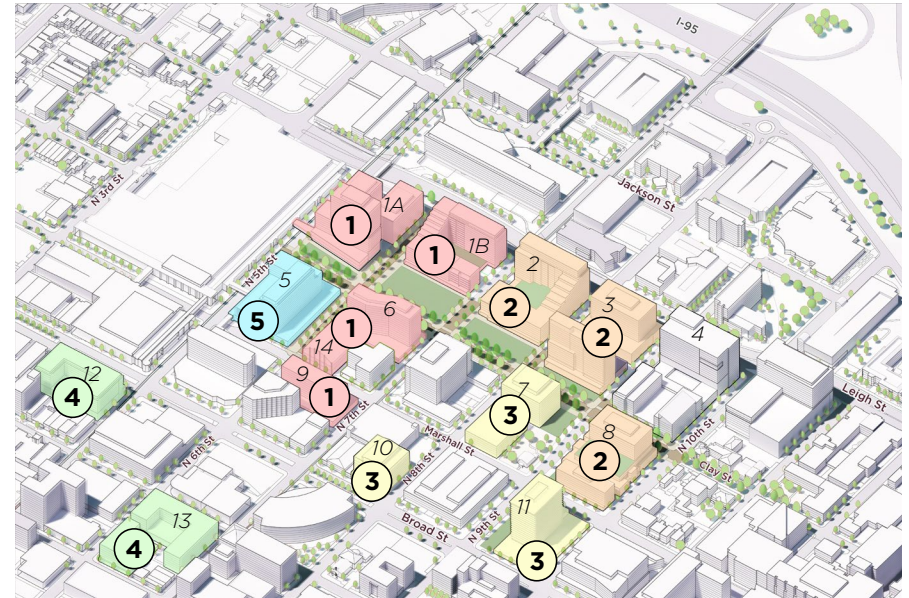 I-95
N 3rd St
Jackson St
1A
1
1B
1
N 5th St
5
2
2
3
5
6
1
2
4
14
9
12
4
1
N 7th St
7
3
Leigh St
N 10th St
Marshall St
8
N 6th St
10
2
3
N 8th St
Clay St
11
13
Broad St
N 9th St
4
3